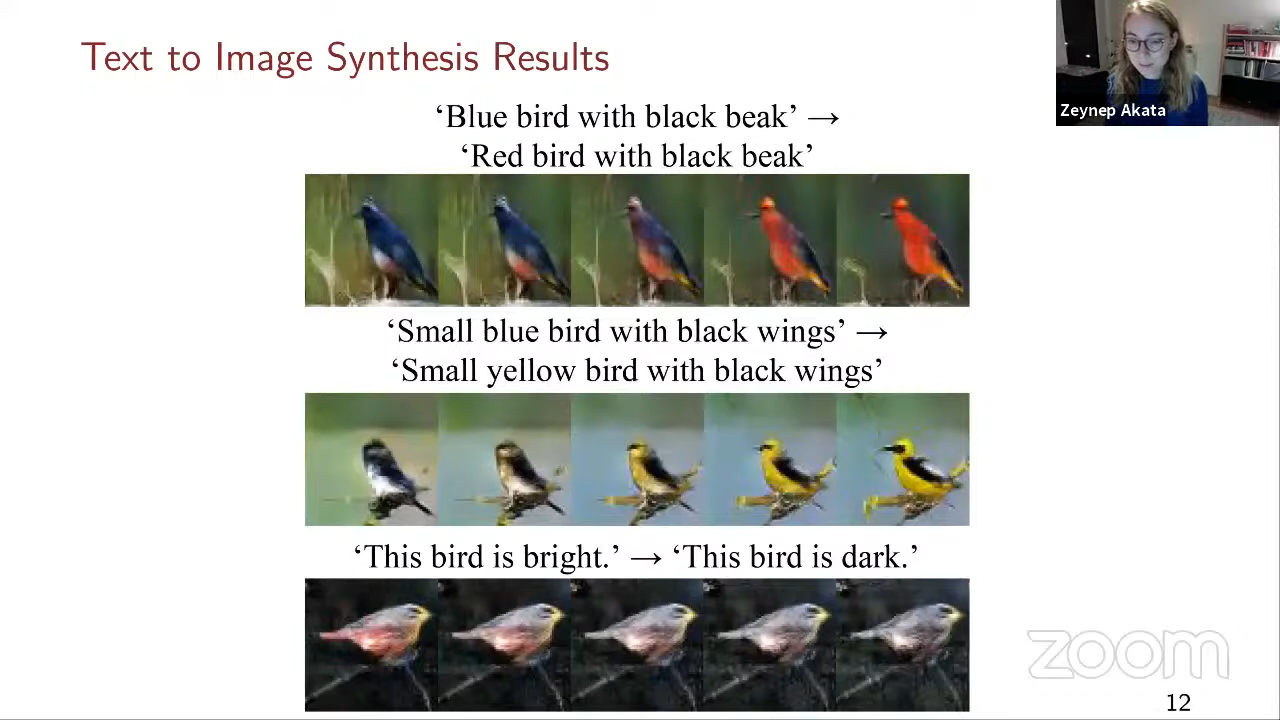 Text to Image Synthesis Results
Zeynep Akata
‘Blue bird with black beak’ →
‘Red bird with black beak’
‘Small blue bird with black wings’ →
‘Small yellow bird with black wings’
‘This bird is bright.’ → ‘This bird is dark.’
zoom
12